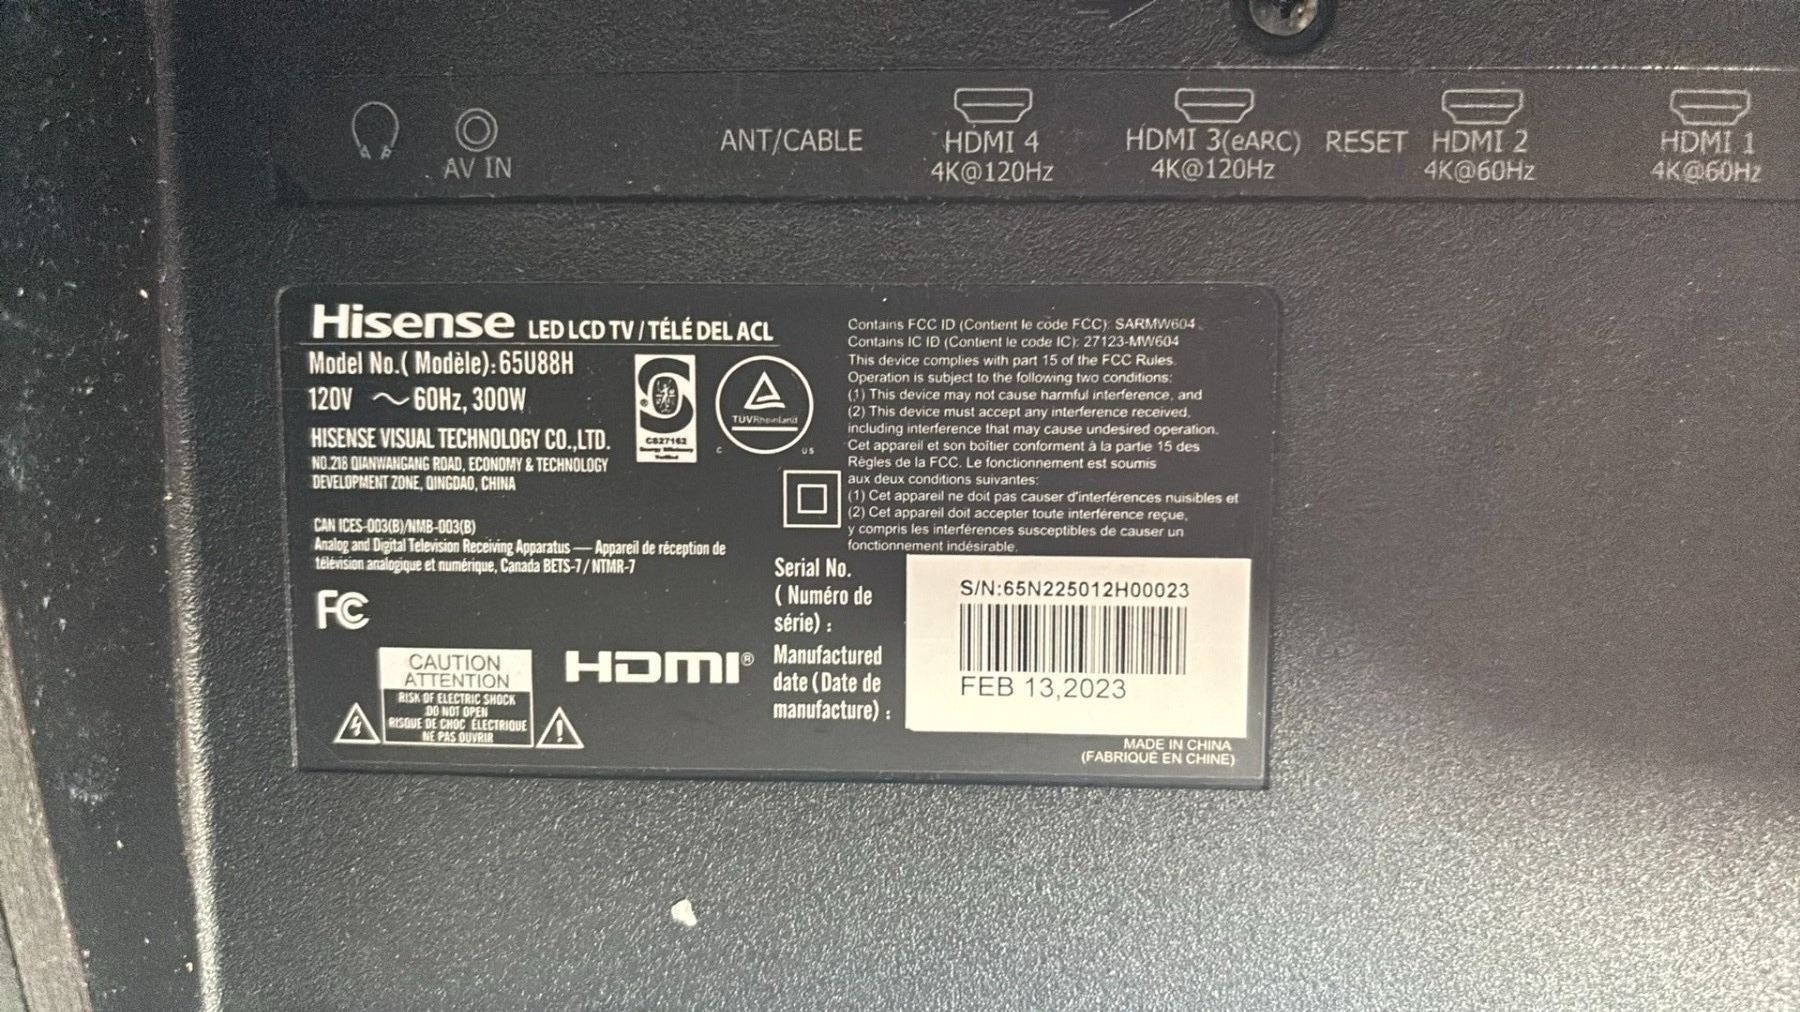 AV IN
ANT/CABLE
HDMI 4
4K@120Hz
HDMI 3(eARC)
4K@120Hz
RESET
HDMI 2
4K@60Hz
HDMI 1
4K@60Hz
Hisense LED LCD TV / TÉLÉ DEL ACL
Model No.( Modèle): 65U88H
120V ～ 60Hz, 300W
HISENSE VISUAL TECHNOLOGY CO.,LTD.
NO.218 QIANWANGANG ROAD, ECONOMY & TECHNOLOGY
DEVELOPMENT ZONE, QINGDAO, CHINA
CAN ICES-003(B)/NMB-003(B)
Analog and Digital Television Receiving Apparatus — Appareil de réception de
télévision analogique et numérique, Canada BETS-7 / NTMR-7
FC
CAUTION
ATTENTION
RISK OF ELECTRIC SHOCK
DO NOT OPEN
RISQUE DE CHOC ÉLECTRIQUE
NE PAS OUVRIR
HDMI®
®
CS27162
Energy Efficiency
Verified
TÜVRheinland
C US
Contains FCC ID (Contient le code FCC): SARMW604
Contains IC ID (Contient le code IC): 27123-MW604
This device complies with part 15 of the FCC Rules.
Operation is subject to the following two conditions:
(1) This device may not cause harmful interference, and
(2) This device must accept any interference received,
including interference that may cause undesired operation.
Cet appareil et son boîtier conforment à la partie 15 des
Règles de la FCC. Le fonctionnement est soumis
aux deux conditions suivantes:
(1) Cet appareil ne doit pas causer d'interférences nuisibles et
(2) Cet appareil doit accepter toute interférence reçue,
y compris les interférences susceptibles de causer un
fonctionnement indésirable.
Serial No.
( Numéro de
série) :
Manufactured
date ( Date de
manufacture) :
S/N:65N225012H00023
FEB 13,2023
MADE IN CHINA
(FABRIQUÉ EN CHINE)